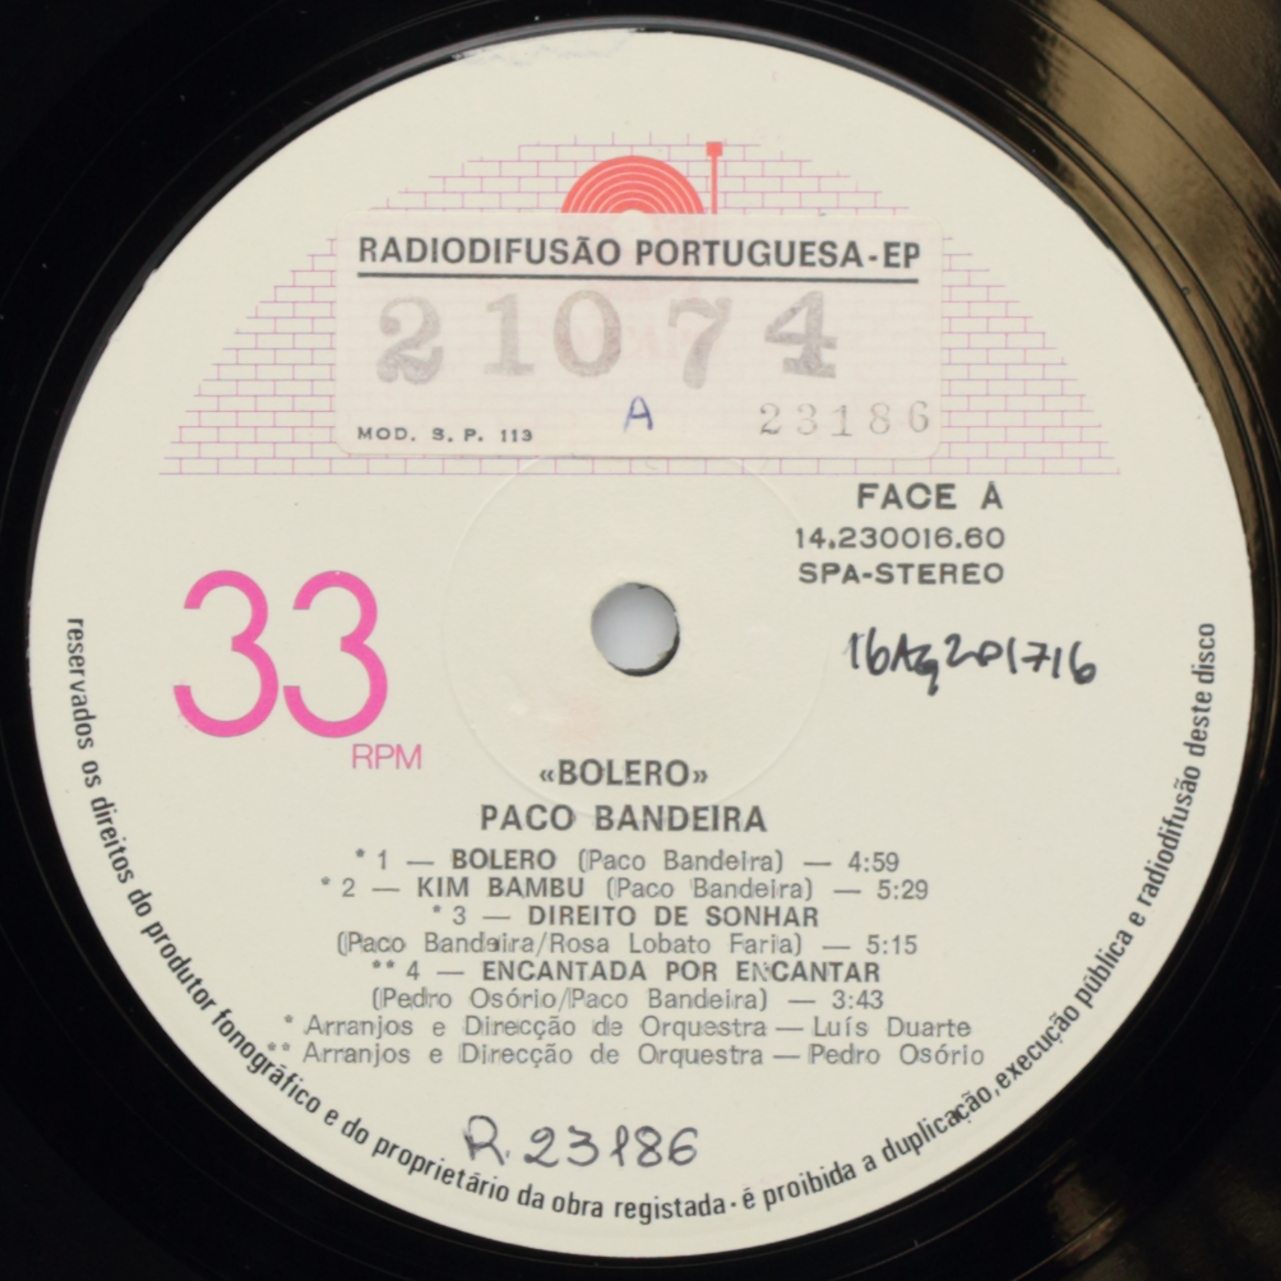 RADIODIFUSÃO PORTUGUESA-EP
21074
A
MOD. S. P. 113
23186
FACE A
14.230016.60
SPA-STEREO
33
RPM
«BOLERO»
PACO BANDEIRA
* 1 — BOLERO (Paco Bandeira) — 4:59
* 2 — KIM BAMBU (Paco Bandeira) — 5:29
* 3 — DIREITO DE SONHAR
(Paco Bandeira/Rosa Lobato Faria) — 5:15
** 4 — ENCANTADA POR ENCANTAR
(Pedro Osório/Paco Bandeira) — 3:43
* Arranjos e Direcção de Orquestra — Luís Duarte
** Arranjos e Direcção de Orquestra — Pedro Osório
R. 23186
reservados os direitos do produtor fonográfico e do proprietário da obra registada · é proibida a duplicação, execução pública e radiodifusão deste disco